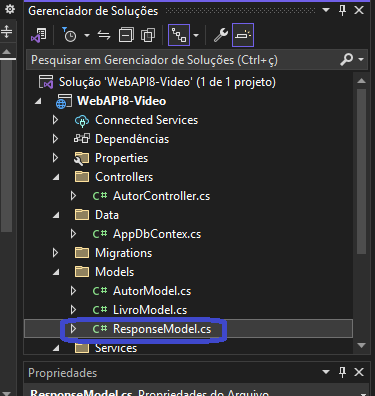 Gerenciador de Soluções
Pesquisar em Gerenciador de Soluções (Ctrl+ç)
Solução 'WebAPI8-Video' (1 de 1 projeto)
WebAPI8-Video
Connected Services
Dependências
Properties
Controllers
C# AutorController.cs
Data
C# AppDbContex.cs
Migrations
Models
C# AutorModel.cs
C# LivroModel.cs
C# ResponseModel.cs
Services
Propriedades
ResponseModel.cs Propriedades do Arquivo